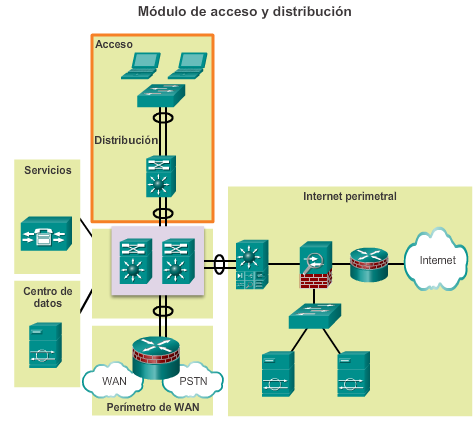 Módulo de acceso y distribución
Acceso
Distribución
Servicios
Internet perimetral
Internet
Centro de
datos
WAN
PSTN
Perímetro de WAN